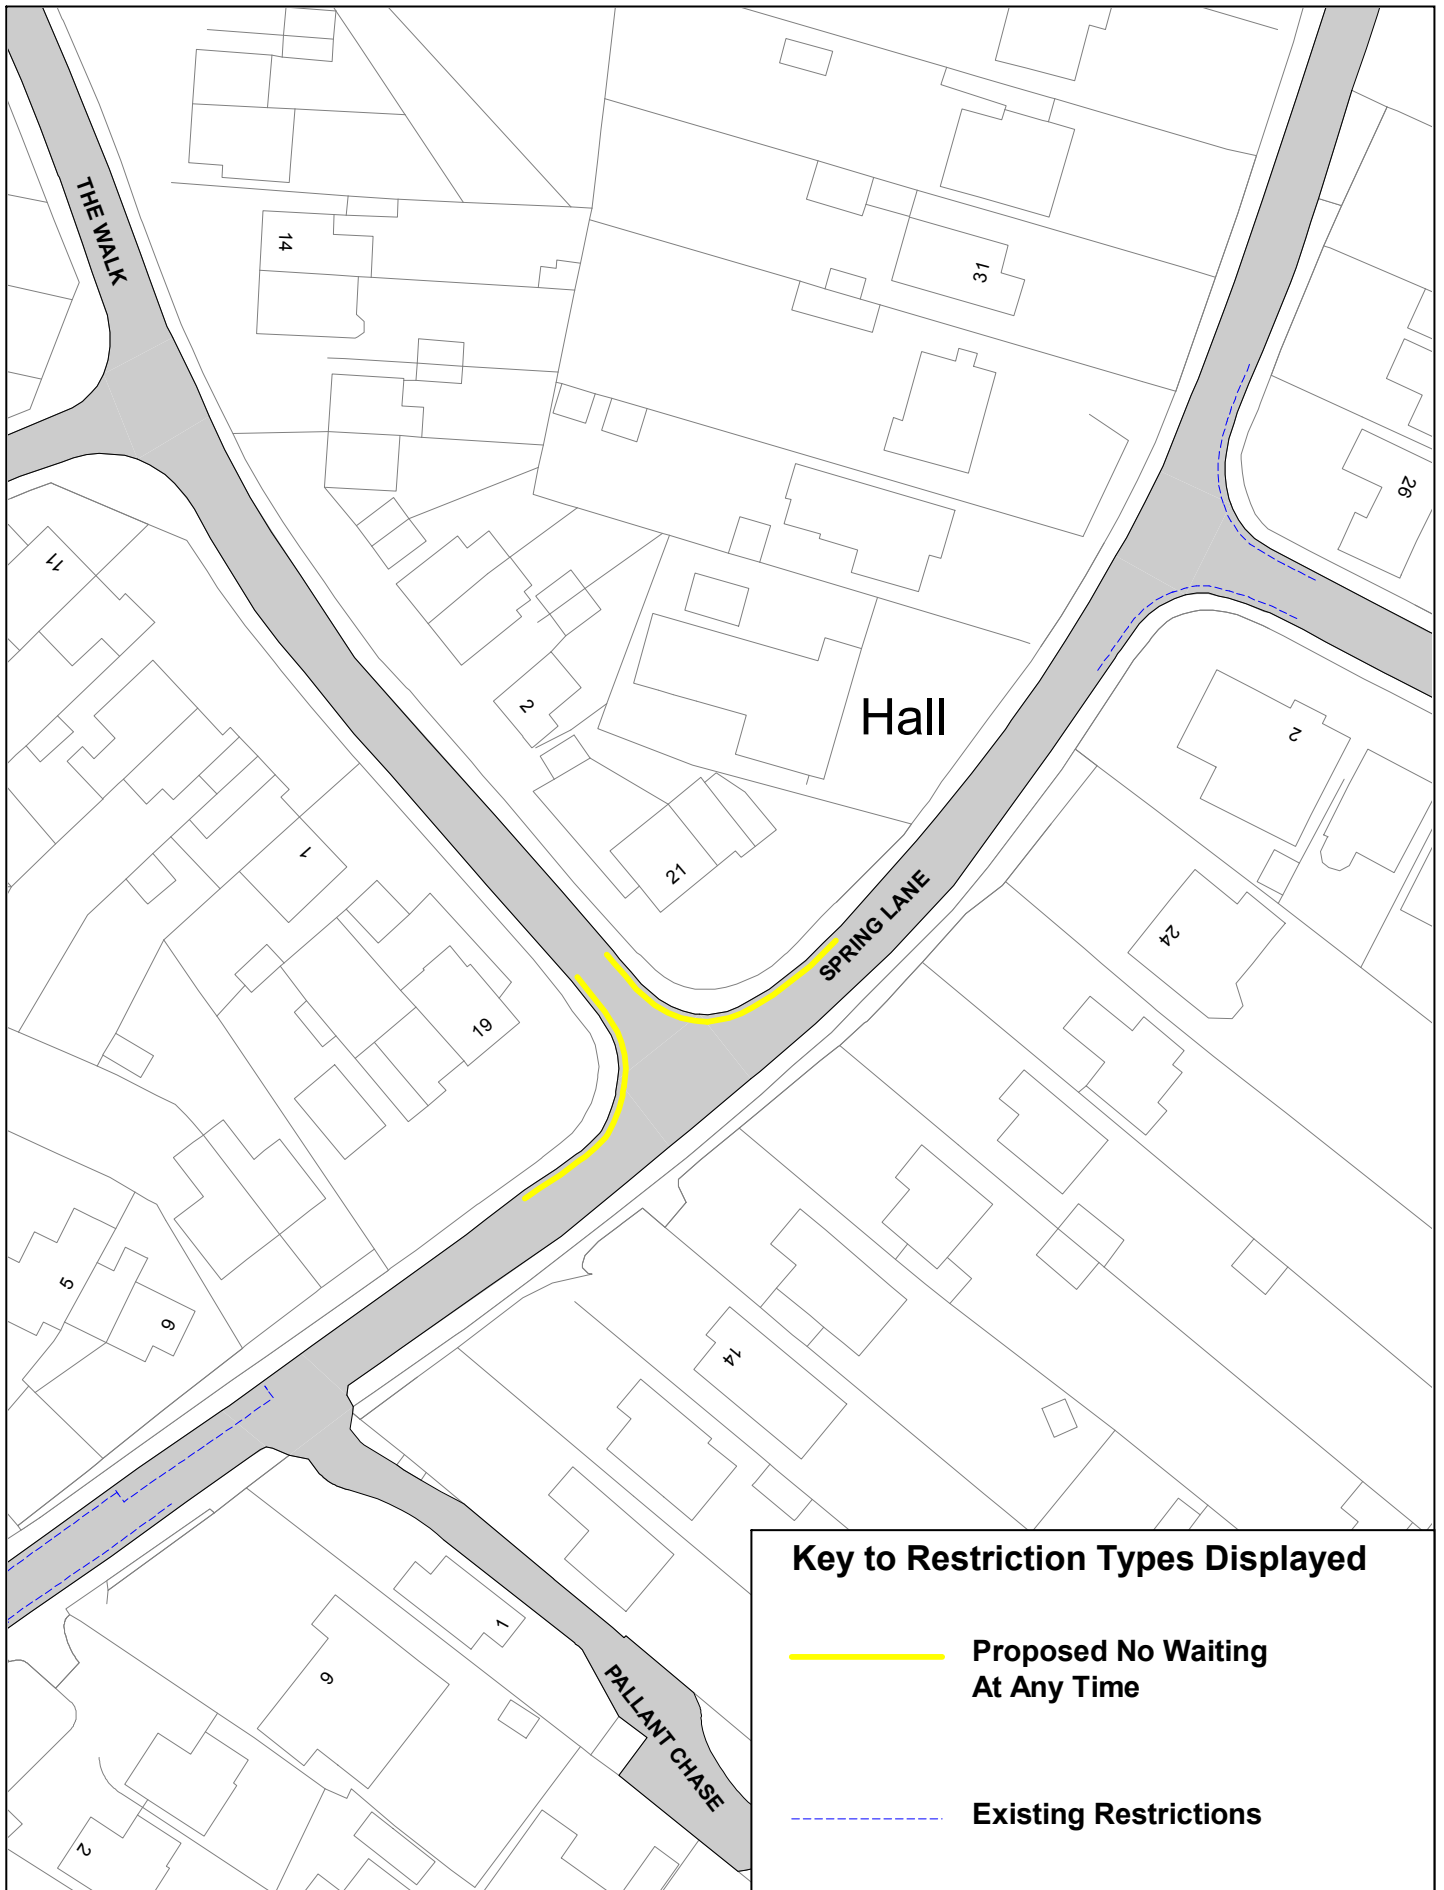 THE WALK
14
31
26
11
2
Hall
2
1
21
SPRING LANE
24
19
5
6
14
1
9
PALLANT CHASE
2
Key to Restriction Types Displayed
Proposed No Waiting
At Any Time
Existing Restrictions